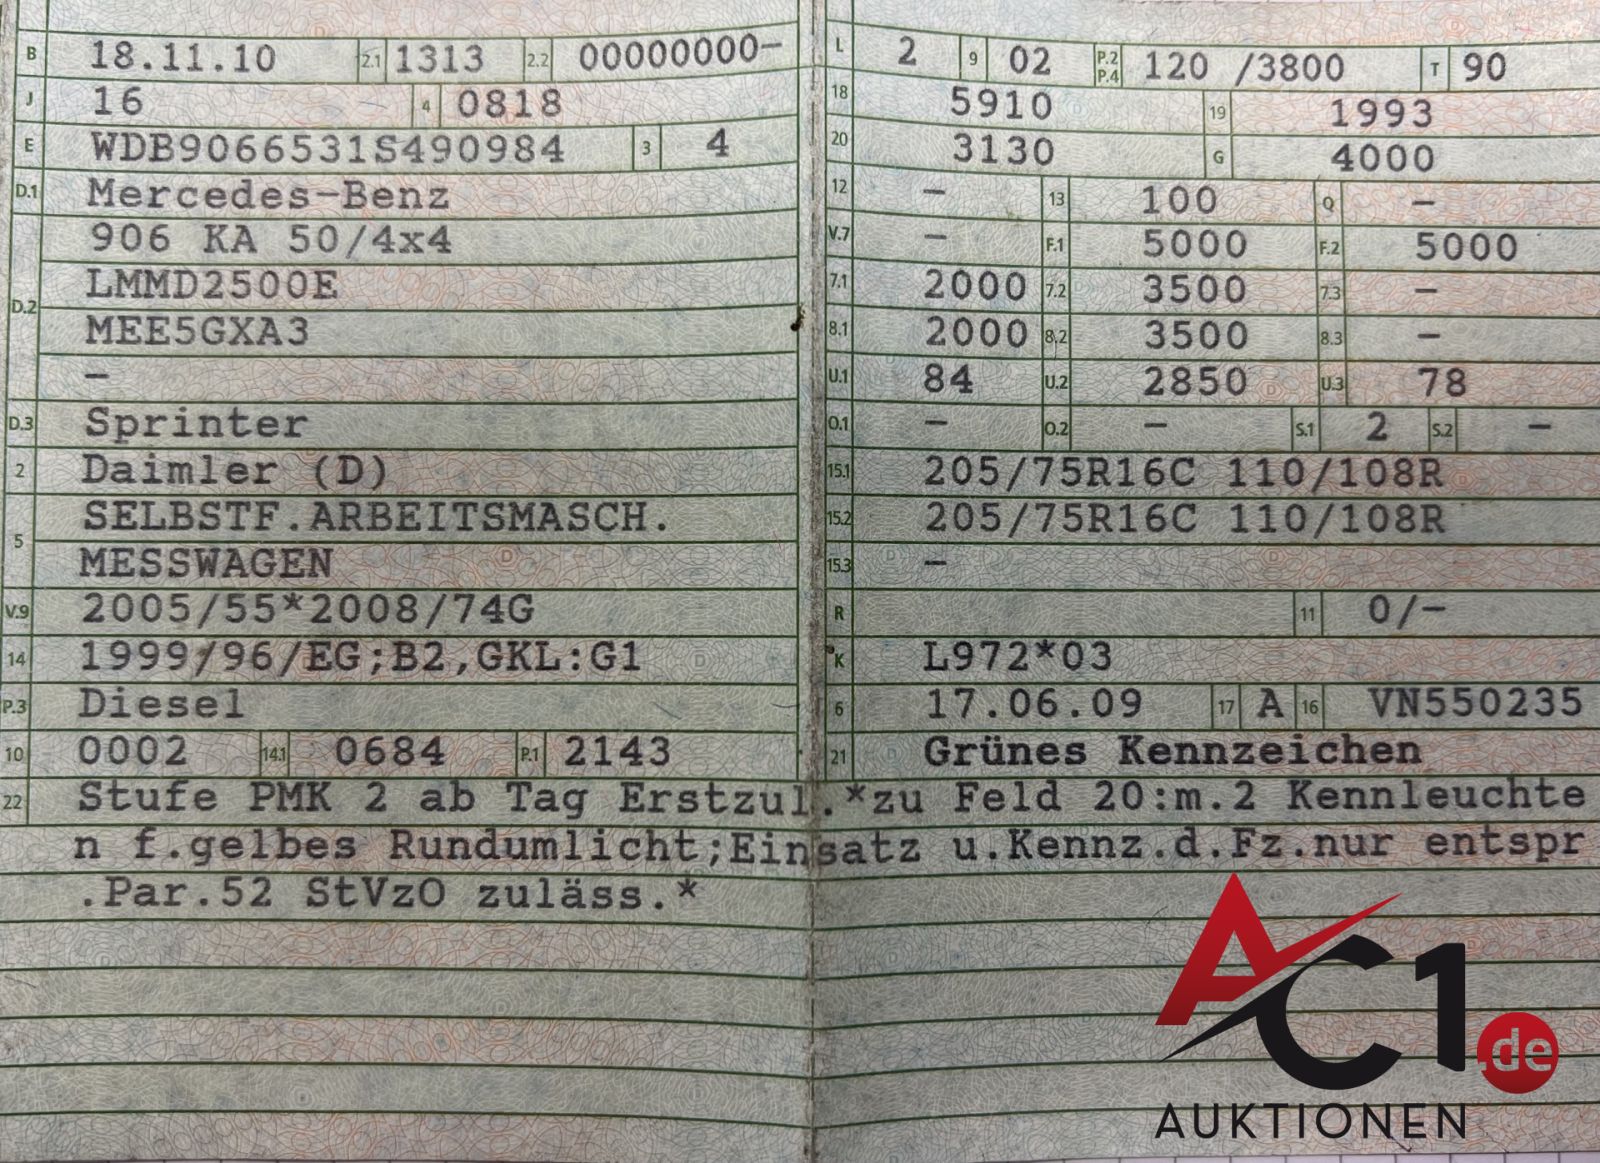 B 18.11.10 2.1 1313 2.2 00000000-
J 16 4 0818
E WDB9066531S490984 3 4
D.1 Mercedes-Benz
906 KA 50/4x4
D.2 LMMD2500E
MEE5GXA3
-
D.3 Sprinter
2 Daimler (D)
5 SELBSTF.ARBEITSMASCH.
MESSWAGEN
V.9 2005/55*2008/74G
14 1999/96/EG;B2,GKL:G1
P.3 Diesel
10 0002 14.1 0684 P.1 2143
L 2 9 02 P.2 P.4 120 /3800 T 90
18 5910 19 1993
20 3130 G 4000
12 - 13 100 Q -
V.7 - F.1 5000 F.2 5000
7.1 2000 7.2 3500 7.3 -
8.1 2000 8.2 3500 8.3 -
U.1 84 U.2 2850 U.3 78
O.1 - O.2 - S.1 2 S.2 -
15.1 205/75R16C 110/108R
15.2 205/75R16C 110/108R
15.3 -
R 11 0/-
K L972*03
6 17.06.09 17 A 16 VN550235
21 Grünes Kennzeichen
22 Stufe PMK 2 ab Tag Erstzul.*zu Feld 20:m.2 Kennleuchte
n f.gelbes Rundumlicht;Einsatz u.Kennz.d.Fz.nur entspr
.Par.52 StVzO zuläss.*
AC1.de
AUKTIONEN